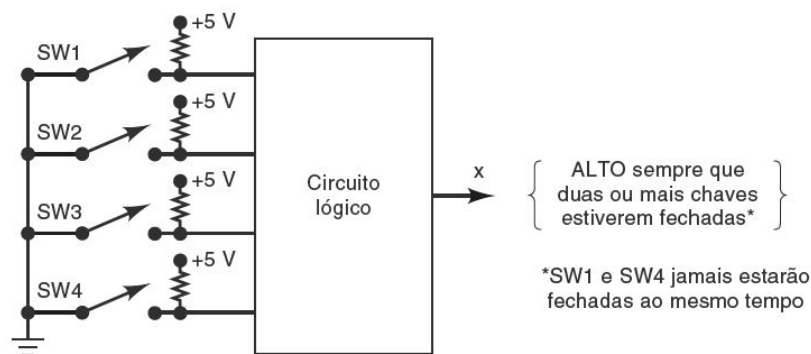 +5 V
SW1
+5 V
SW2
+5 V
SW3
+5 V
SW4
Circuito
lógico
x
ALTO sempre que
duas ou mais chaves
estiverem fechadas*
*SW1 e SW4 jamais estarão
fechadas ao mesmo tempo